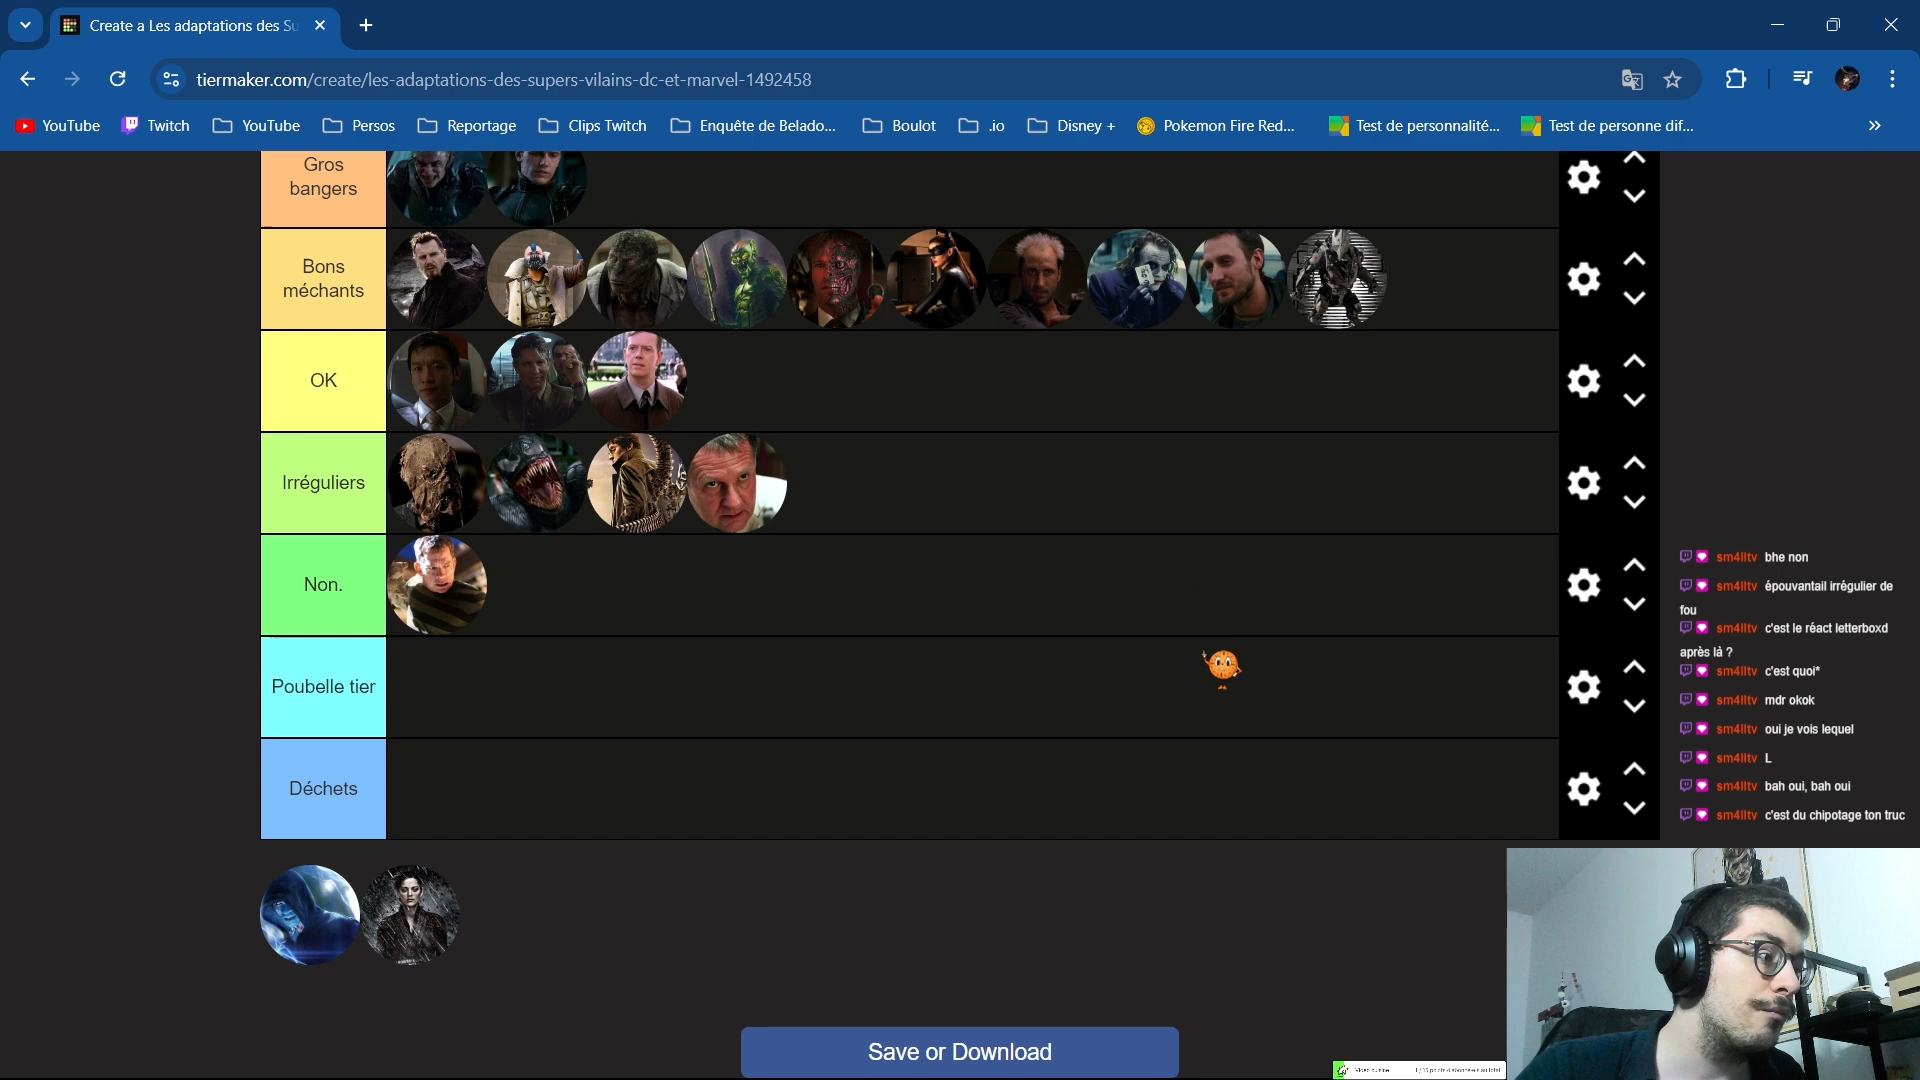 Create a Les adaptations des Su
tiermaker.com/create/les-adaptations-des-supers-vilains-dc-et-marvel-1492458
YouTube
Twitch
YouTube
Persos
Reportage
Clips Twitch
Enquête de Belado...
Boulot
.io
Disney +
Pokemon Fire Red...
Test de personnalité...
Test de personne dif...
Gros
bangers
Bons
méchants
OK
Irréguliers
Non.
Poubelle tier
Déchets
sm4lltv bhe non
sm4lltv épouvantail irrégulier de
fou
sm4lltv c'est le réact letterboxd
après là ?
sm4lltv c'est quoi*
sm4lltv mdr okok
sm4lltv oui je vois lequel
sm4lltv L
sm4lltv bah oui, bah oui
sm4lltv c'est du chipotage ton truc
Save or Download